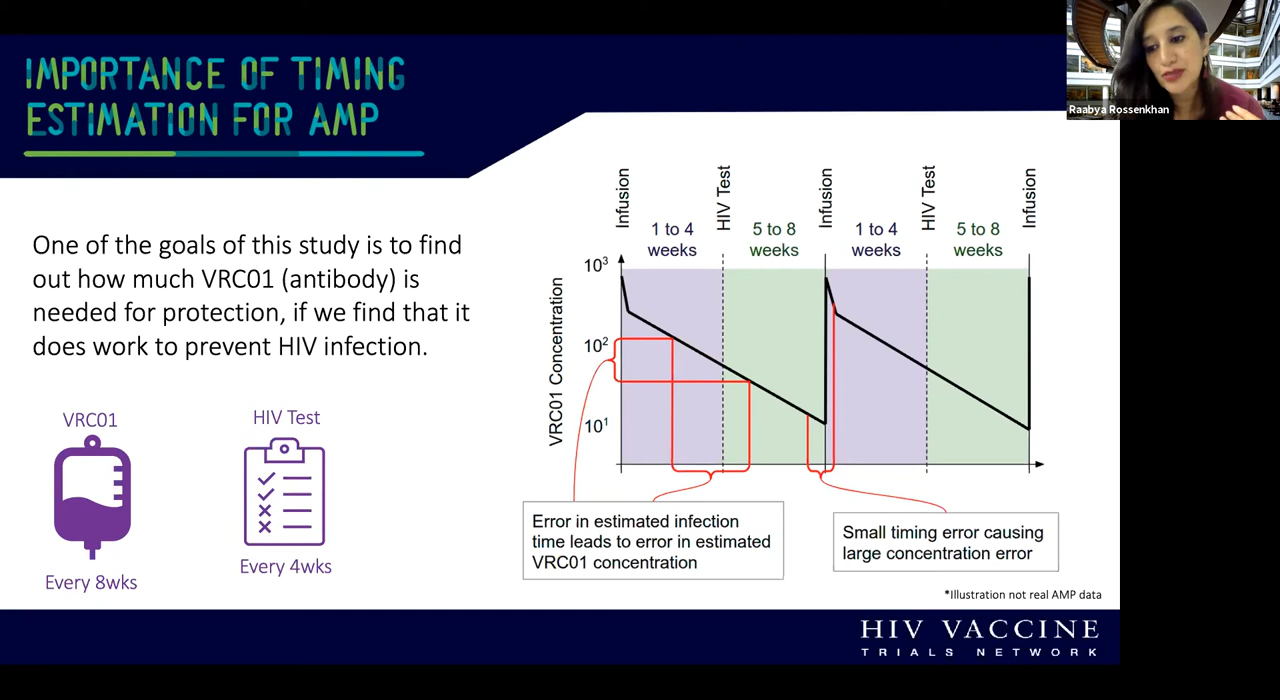 IMPORTANCE OF TIMING
ESTIMATION FOR AMP
Raabya Rossenkhan
One of the goals of this study is to find
out how much VRC01 (antibody) is
needed for protection, if we find that it
does work to prevent HIV infection.
VRC01
Every 8wks
HIV Test
Every 4wks
Infusion
HIV Test
Infusion
HIV Test
Infusion
1 to 4
weeks
5 to 8
weeks
1 to 4
weeks
5 to 8
weeks
VRC01 Concentration
10³
10²
10¹
Error in estimated infection
time leads to error in estimated
VRC01 concentration
Small timing error causing
large concentration error
*Illustration not real AMP data
HIV VACCINE
TRIALS NETWORK